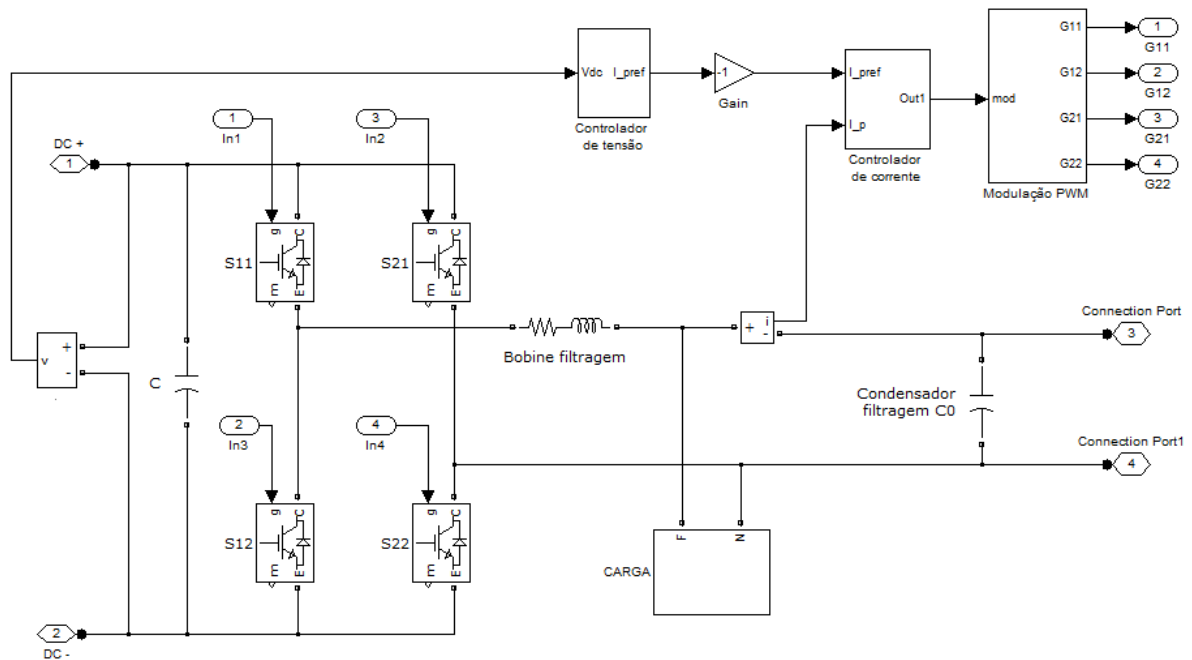 Vdc I_pref
Controlador
de tensão
-1
Gain
I_pref
I_p
Out1
Controlador
de corrente
mod
G11
G12
G21
G22
Modulação PWM
1
G11
2
G12
3
G21
4
G22
DC +
1
1
In1
3
In2
g
C
S11
m
E
g
C
S21
m
E
+
-
v
C
Bobine filtragem
+
i
-
Connection Port
3
Condensador
filtragem C0
Connection Port1
4
2
In3
4
In4
g
C
S12
m
E
g
C
S22
m
E
F
N
CARGA
2
DC -